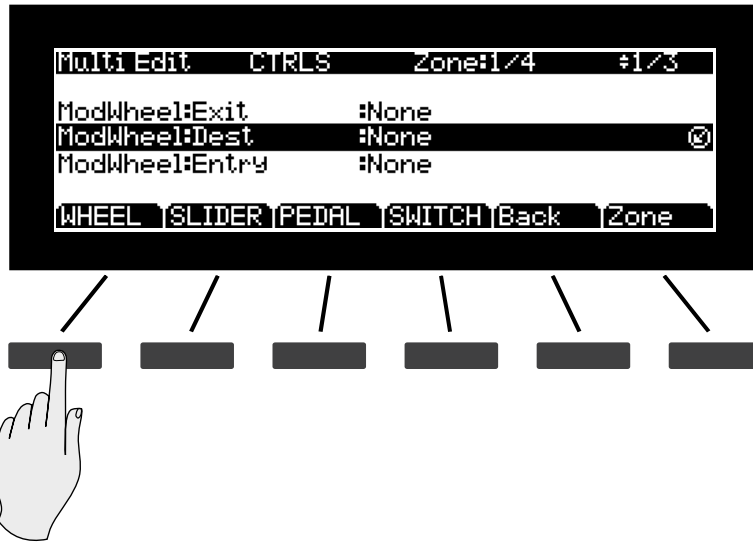 Multi Edit CTRLS Zone:1/4 ÷1/3
ModWheel:Exit :None
ModWheel:Dest :None
ModWheel:Entry :None
WHEEL SLIDER PEDAL SWITCH Back Zone